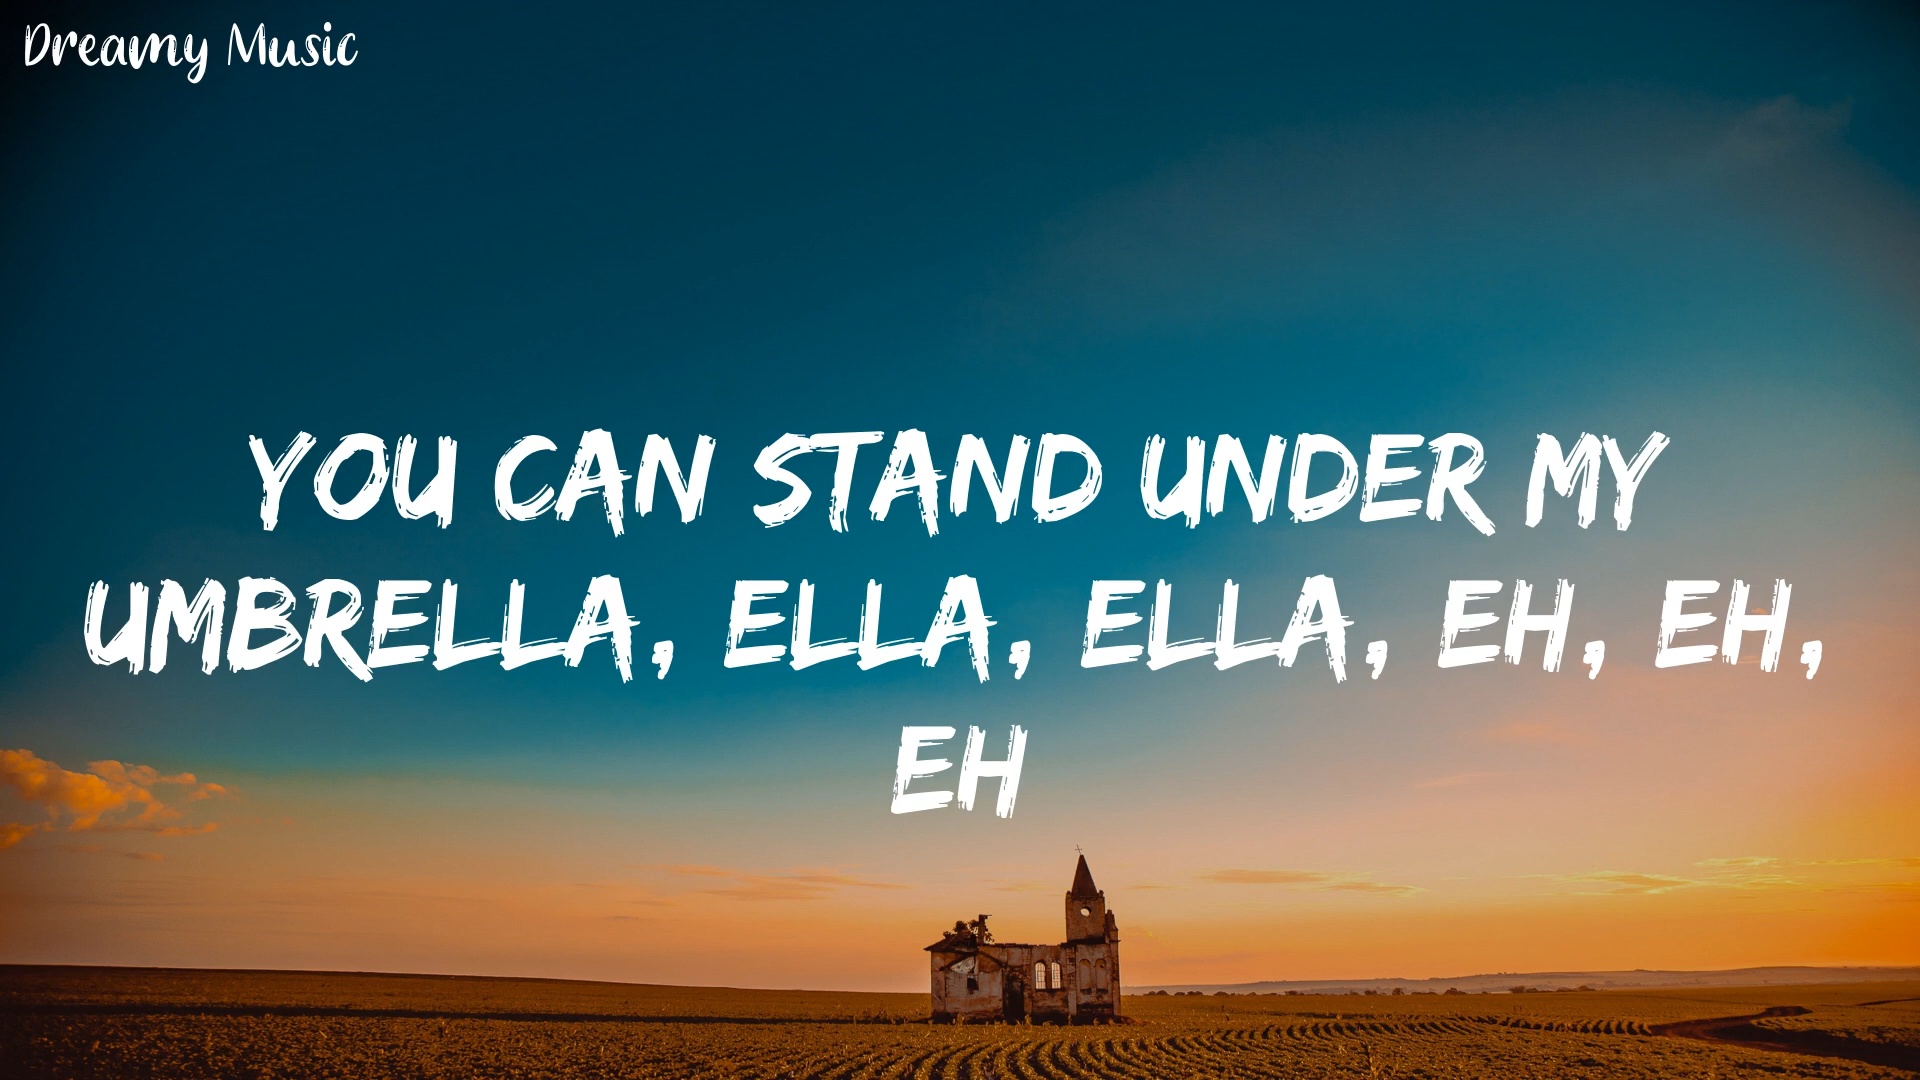 Dreamy Music
YOU CAN STAND UNDER MY
UMBRELLA, ELLA, ELLA, EH, EH,
EH